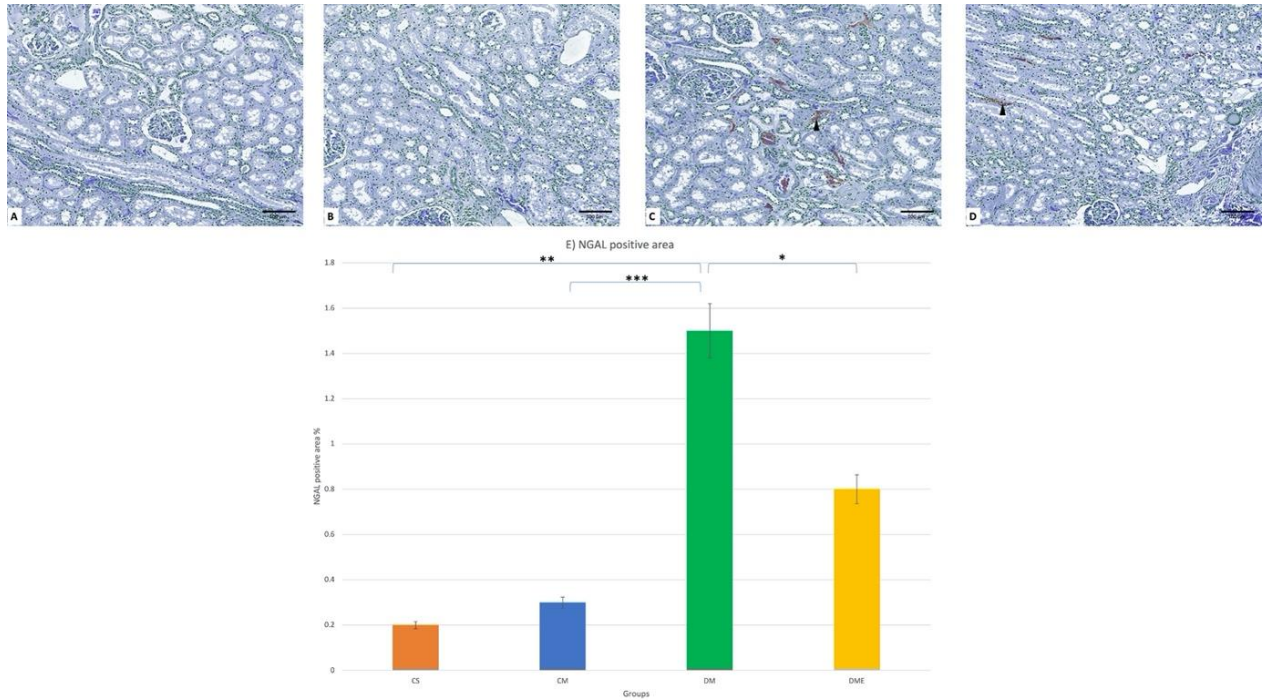 A
B
C
D
E) NGAL positive area
**
*
***
1.8
1.6
1.4
1.2
1
0.8
0.6
0.4
0.2
0
NGAL positive area %
CS
CM
DM
DME
Groups